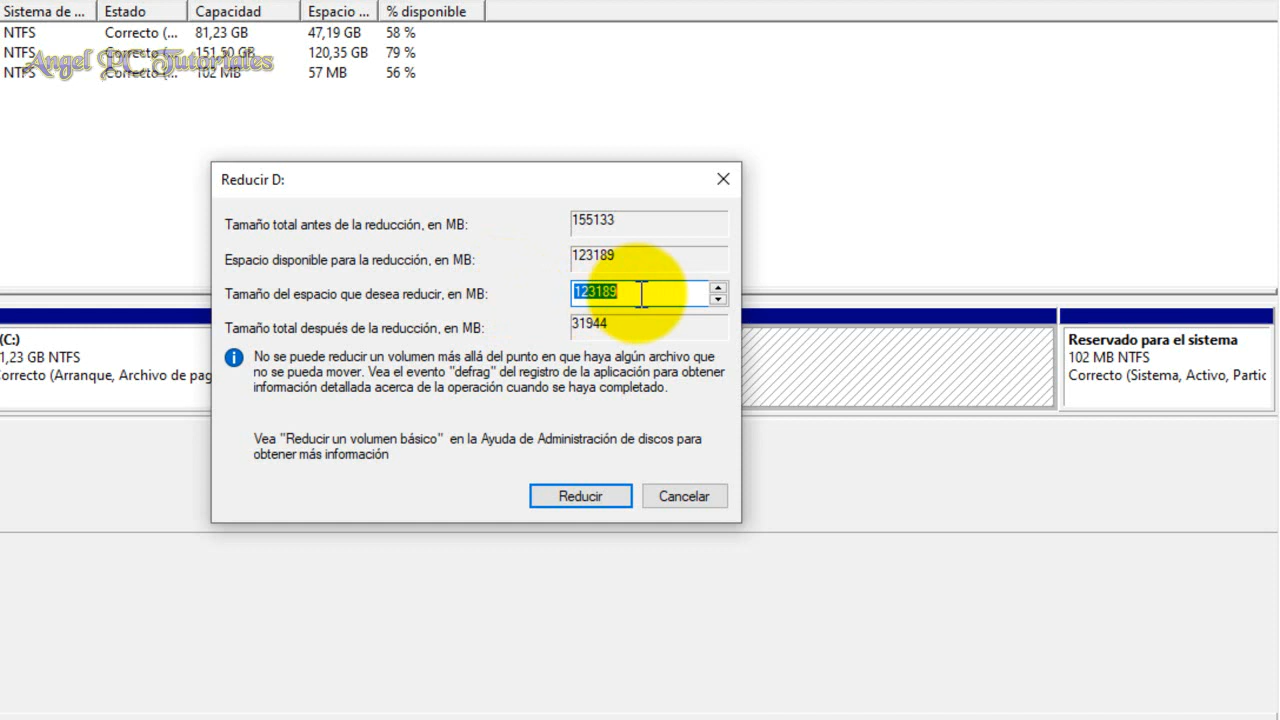 Sistema de ... Estado Capacidad Espacio ... % disponible
NTFS Correcto (... 81,23 GB 47,19 GB 58 %
NTFS Correcto (... 151,50 GB 120,35 GB 79 %
Angel PC Tutoriales
NTFS Correcto (... 102 MB 57 MB 56 %
Reducir D:
Tamaño total antes de la reducción, en MB: 155133
Espacio disponible para la reducción, en MB: 123189
Tamaño del espacio que desea reducir, en MB: 123189
Tamaño total después de la reducción, en MB: 31944
No se puede reducir un volumen más allá del punto en que haya algún archivo que
no se pueda mover. Vea el evento "defrag" del registro de la aplicación para obtener
información detallada acerca de la operación cuando se haya completado.
Vea "Reducir un volumen básico" en la Ayuda de Administración de discos para
obtener más información
Reducir Cancelar
(C:)
1,23 GB NTFS
orrecto (Arranque, Archivo de pag
Reservado para el sistema
102 MB NTFS
Correcto (Sistema, Activo, Partic